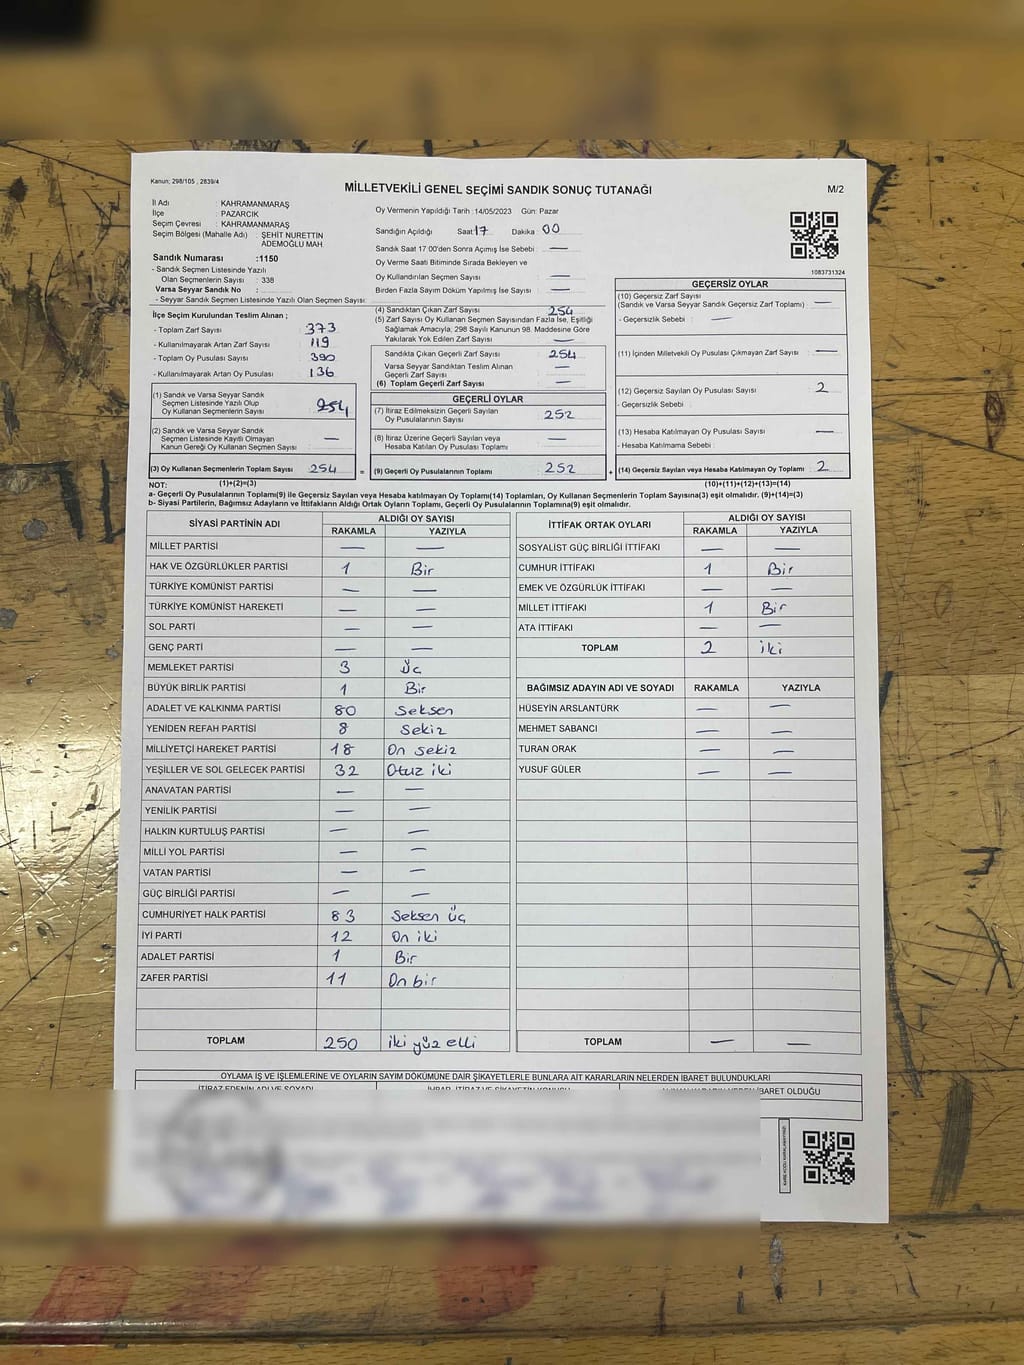 Kanun; 298/105 , 2839/4
MİLLETVEKİLİ GENEL SEÇİMİ SANDIK SONUÇ TUTANAĞI
M/2
İl Adı : KAHRAMANMARAŞ
İlçe : PAZARCIK
Seçim Çevresi : KAHRAMANMARAŞ
Seçim Bölgesi (Mahalle Adı) : ŞEHİT NURETTİN
ADEMOĞLU MAH.
Sandık Numarası :1150
- Sandık Seçmen Listesinde Yazılı
Olan Seçmenlerin Sayısı : 338
Varsa Seyyar Sandık No :
- Seyyar Sandık Seçmen Listesinde Yazılı Olan Seçmen Sayısı:
Oy Vermenin Yapıldığı Tarih : 14/05/2023 Gün: Pazar
Sandığın Açıldığı Saat: 17 Dakika 00
Sandık Saat 17:00'den Sonra Açımış İse Sebebi : —
Oy Verme Saati Bitiminde Sırada Bekleyen ve
Oy Kullandırılan Seçmen Sayısı : —
Birden Fazla Sayım Döküm Yapılmış İse Sayısı : —
1083731324
İlçe Seçim Kurulundan Teslim Alınan ;
- Toplam Zarf Sayısı : 373
- Kullanılmayarak Artan Zarf Sayısı : 119
- Toplam Oy Pusulası Sayısı : 390
- Kullanılmayarak Artan Oy Pusulası : 136
(1) Sandık ve Varsa Seyyar Sandık
Seçmen Listesinde Yazılı Olup
Oy Kullanan Seçmenlerin Sayısı : 254
(2) Sandık ve Varsa Seyyar Sandık
Seçmen Listesinde Kayıtlı Olmayan
Kanun Gereği Oy Kullanan Seçmen Sayısı : —
(3) Oy Kullanan Seçmenlerin Toplam Sayısı : 254
(4) Sandıktan Çıkan Zarf Sayısı : 254
(5) Zarf Sayısı Oy Kullanan Seçmen Sayısından Fazla İse, Eşitliği
Sağlamak Amacıyla, 298 Sayılı Kanunun 98. Maddesine Göre
Yakılarak Yok Edilen Zarf Sayısı : —
Sandıkta Çıkan Geçerli Zarf Sayısı : 254
Varsa Seyyar Sandıktan Teslim Alınan
Geçerli Zarf Sayısı : —
(6) Toplam Geçerli Zarf Sayısı : —
GEÇERLİ OYLAR
(7) İtiraz Edilmeksizin Geçerli Sayılan
Oy Pusulalarının Sayısı : 252
(8) İtiraz Üzerine Geçerli Sayılan veya
Hesaba Katılan Oy Pusulası Toplamı : —
= (9) Geçerli Oy Pusulalarının Toplamı : 252 +
GEÇERSİZ OYLAR
(10) Geçersiz Zarf Sayısı :
(Sandık ve Varsa Seyyar Sandık Geçersiz Zarf Toplamı) : —
- Geçersizlik Sebebi : —
(11) İçinden Milletvekili Oy Pusulası Çıkmayan Zarf Sayısı : —
(12) Geçersiz Sayılan Oy Pusulası Sayısı : 2
- Geçersizlik Sebebi :
(13) Hesaba Katılmayan Oy Pusulası Sayısı : —
- Hesaba Katılmama Sebebi :
(14) Geçersiz Sayılan veya Hesaba Katılmayan Oy Toplamı : 2
NOT: (1)+(2)=(3) (10)+(11)+(12)+(13)=(14)
a- Geçerli Oy Pusulalarının Toplamı(9) ile Geçersiz Sayılan veya Hesaba katılmayan Oy Toplamı(14) Toplamları, Oy Kullanan Seçmenlerin Toplam Sayısına(3) eşit olmalıdır. (9)+(14)=(3)
b- Siyasi Partilerin, Bağımsız Adayların ve İttifakların Aldığı Ortak Oyların Toplamı, Geçerli Oy Pusulalarının Toplamına(9) eşit olmalıdır.
SİYASİ PARTİNİN ADI ALDIĞI OY SAYISI
RAKAMLA YAZIYLA
MİLLET PARTİSİ — —
HAK VE ÖZGÜRLÜKLER PARTİSİ 1 Bir
TÜRKİYE KOMÜNİST PARTİSİ — —
TÜRKİYE KOMÜNİST HAREKETİ — —
SOL PARTİ — —
GENÇ PARTİ — —
MEMLEKET PARTİSİ 3 Üç
BÜYÜK BİRLİK PARTİSİ 1 Bir
ADALET VE KALKINMA PARTİSİ 80 Seksen
YENİDEN REFAH PARTİSİ 8 Sekiz
MİLLİYETÇİ HAREKET PARTİSİ 18 On sekiz
YEŞİLLER VE SOL GELECEK PARTİSİ 32 Otuz iki
ANAVATAN PARTİSİ — —
YENİLİK PARTİSİ — —
HALKIN KURTULUŞ PARTİSİ — —
MİLLİ YOL PARTİSİ — —
VATAN PARTİSİ — —
GÜÇ BİRLİĞİ PARTİSİ — —
CUMHURİYET HALK PARTİSİ 83 Seksen üç
İYİ PARTİ 12 On iki
ADALET PARTİSİ 1 Bir
ZAFER PARTİSİ 11 On bir
TOPLAM 250 iki yüz elli
İTTİFAK ORTAK OYLARI ALDIĞI OY SAYISI
RAKAMLA YAZIYLA
SOSYALİST GÜÇ BİRLİĞİ İTTİFAKI — —
CUMHUR İTTİFAKI 1 Bir
EMEK VE ÖZGÜRLÜK İTTİFAKI — —
MİLLET İTTİFAKI 1 Bir
ATA İTTİFAKI — —
TOPLAM 2 iki
BAĞIMSIZ ADAYIN ADI VE SOYADI RAKAMLA YAZIYLA
HÜSEYİN ARSLANTÜRK — —
MEHMET SABANCI — —
TURAN ORAK — —
YUSUF GÜLER — —
TOPLAM — —
OYLAMA İŞ VE İŞLEMLERİNE VE OYLARIN SAYIM DÖKÜMÜNE DAİR ŞİKAYETLERLE BUNLARA AİT KARARLARIN NELERDEN İBARET BULUNDUKLARI
İTİRAZ EDENİN ADI VE SOYADI
İBARET OLDUĞU